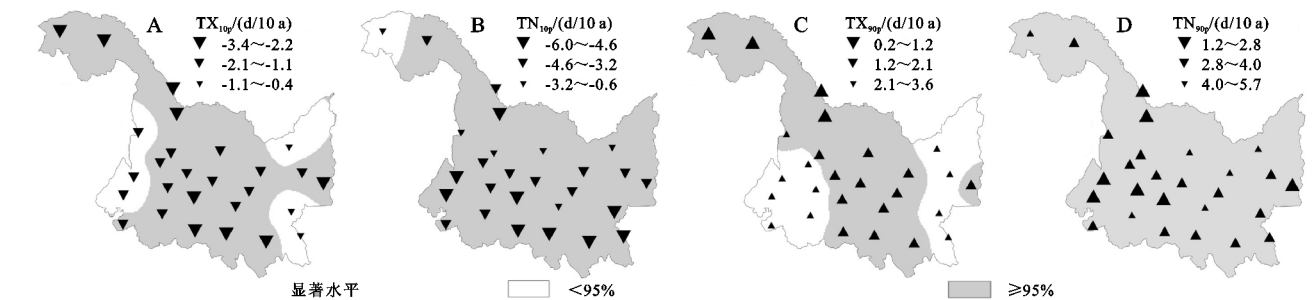 A
TX10p/(d/10 a)
-3.4~-2.2
-2.1~-1.1
-1.1~-0.4
B
TN10p/(d/10 a)
-6.0~-4.6
-4.6~-3.2
-3.2~-0.6
C
TX90p/(d/10 a)
0.2~1.2
1.2~2.1
2.1~3.6
D
TN90p/(d/10 a)
1.2~2.8
2.8~4.0
4.0~5.7
显著水平 <95% ≥95%